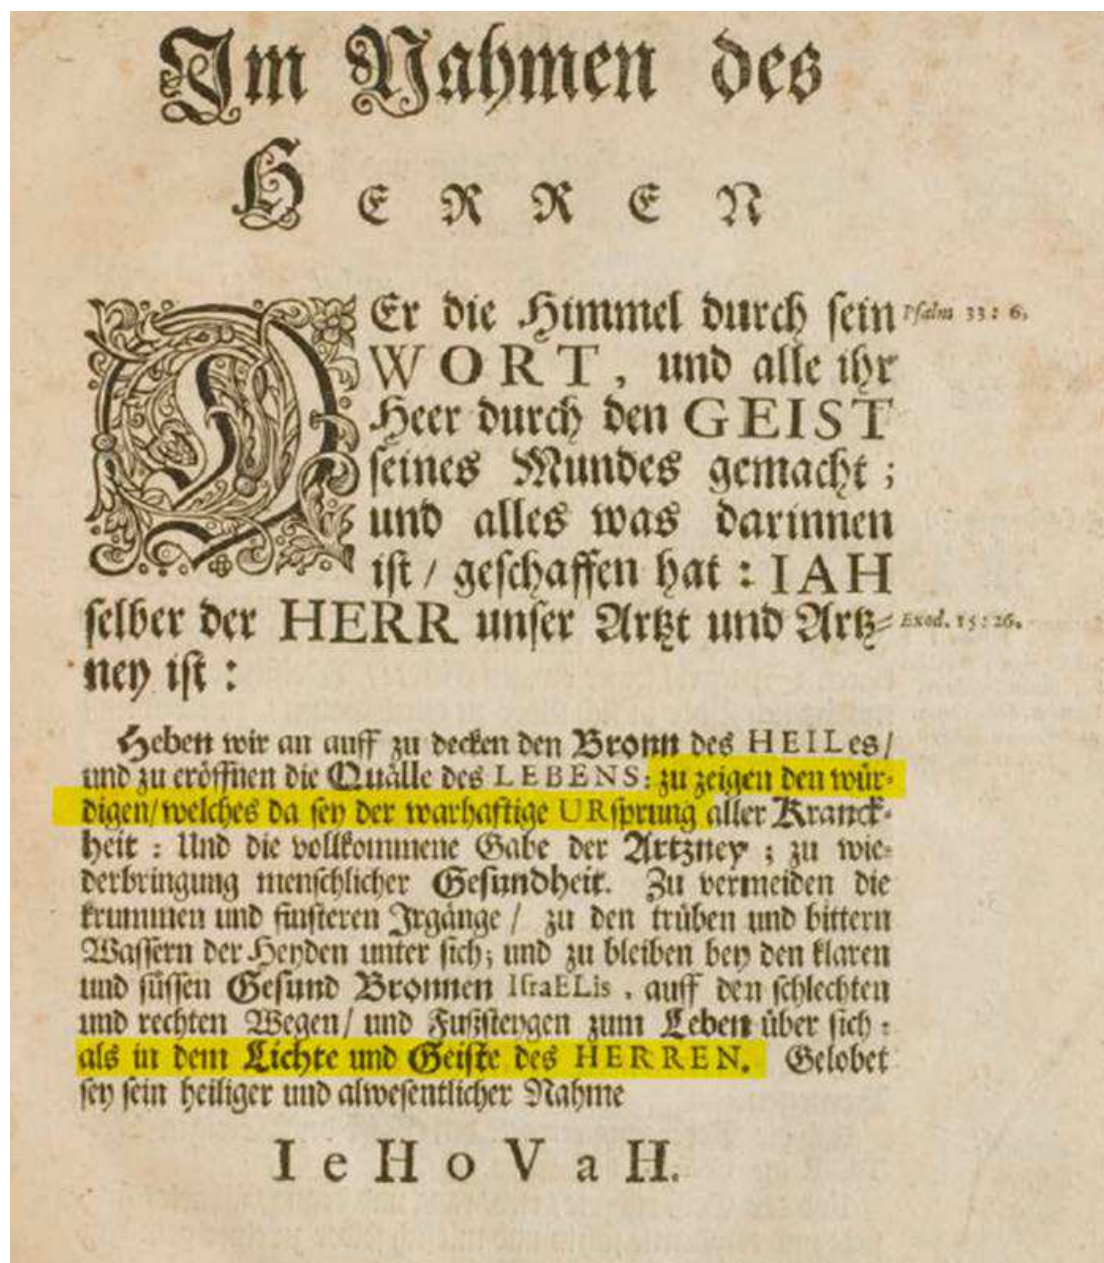 Im Nahmen des
HERREN
DEr die Himmel durch sein Psalm 33: 6.
WORT, und alle ihr
Heer durch den GEIST
seines Mundes gemacht;
und alles was darinnen
ist/ geschaffen hat: IAH
selber der HERR unser Artzt und Artz- Exod. 15: 26.
ney ist:
Heben wir an auff zu decken den Bronn des HEILes/
und zu eröffnen die Quälle des LEBENS: zu zeigen den wür-
digen/ welches da sey der warhaftige URsprung aller Kranck-
heit: Und die vollkommene Gabe der Artzney; zu wie-
derbringung menschlicher Gesundheit. Zu vermeiden die
krummen und finsteren Irgänge/ zu den trüben und bittern
Wassern der Heyden unter sich; und zu bleiben bey den klaren
und süssen Gesund Bronnen IsraELis, auff den schlechten
und rechten Wegen/ und Fußsteygen zum Leben über sich:
als in dem Lichte und Geiste des HERREN. Gelobet
sey sein heiliger und alwesentlicher Nahme
IeHoVaH.